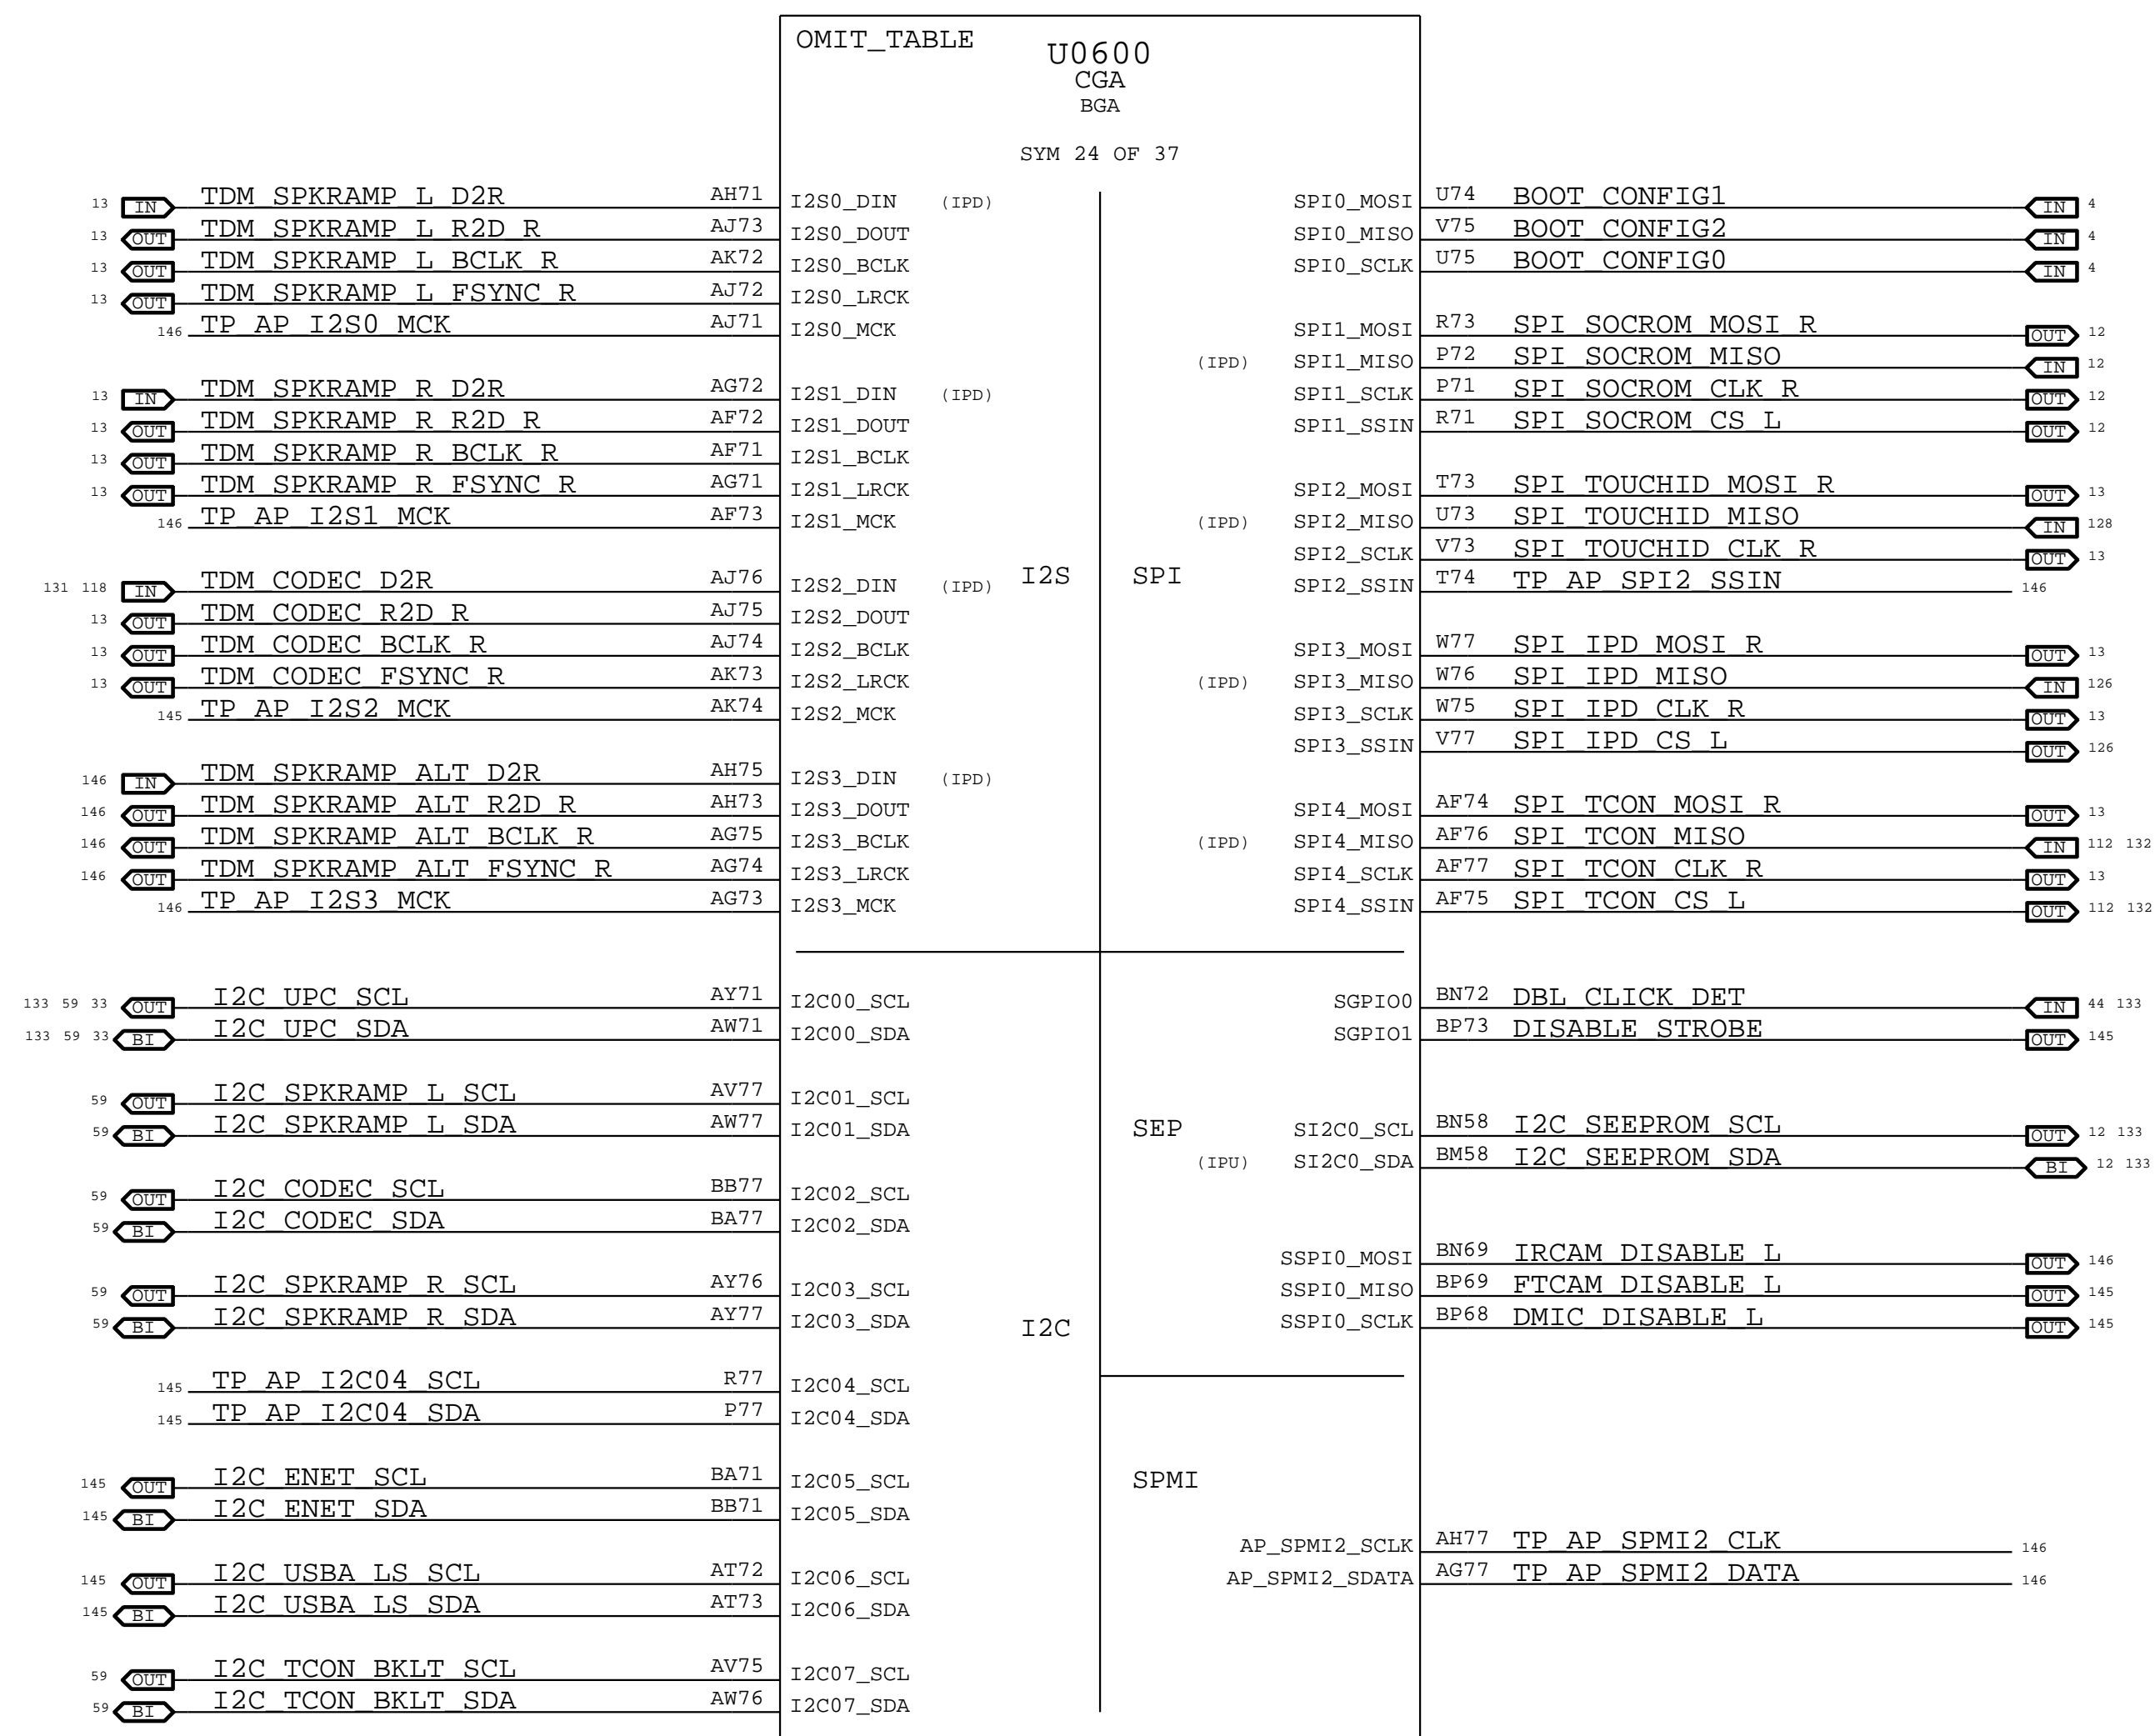 OMIT_TABLE
U0600
CGA
BGA
SYM 24 OF 37
13 IN TDM_SPKRAMP_L_D2R AH71 I2S0_DIN (IPD) SPI0_MOSI U74 BOOT_CONFIG1 IN 4
13 OUT TDM_SPKRAMP_L_R2D_R AJ73 I2S0_DOUT SPI0_MISO V75 BOOT_CONFIG2 IN 4
13 OUT TDM_SPKRAMP_L_BCLK_R AK72 I2S0_BCLK SPI0_SCLK U75 BOOT_CONFIG0 IN 4
13 OUT TDM_SPKRAMP_L_FSYNC_R AJ72 I2S0_LRCK
146 TP_AP_I2S0_MCK AJ71 I2S0_MCK SPI1_MOSI R73 SPI_SOCROM_MOSI_R OUT 12
(IPD) SPI1_MISO P72 SPI_SOCROM_MISO IN 12
13 IN TDM_SPKRAMP_R_D2R AG72 I2S1_DIN (IPD) SPI1_SCLK P71 SPI_SOCROM_CLK_R OUT 12
13 OUT TDM_SPKRAMP_R_R2D_R AF72 I2S1_DOUT SPI1_SSIN R71 SPI_SOCROM_CS_L OUT 12
13 OUT TDM_SPKRAMP_R_BCLK_R AF71 I2S1_BCLK
13 OUT TDM_SPKRAMP_R_FSYNC_R AG71 I2S1_LRCK SPI2_MOSI T73 SPI_TOUCHID_MOSI_R OUT 13
146 TP_AP_I2S1_MCK AF73 I2S1_MCK (IPD) SPI2_MISO U73 SPI_TOUCHID_MISO IN 128
SPI2_SCLK V73 SPI_TOUCHID_CLK_R OUT 13
131 118 IN TDM_CODEC_D2R AJ76 I2S2_DIN (IPD) I2S SPI SPI2_SSIN T74 TP_AP_SPI2_SSIN 146
13 OUT TDM_CODEC_R2D_R AJ75 I2S2_DOUT
13 OUT TDM_CODEC_BCLK_R AJ74 I2S2_BCLK SPI3_MOSI W77 SPI_IPD_MOSI_R OUT 13
13 OUT TDM_CODEC_FSYNC_R AK73 I2S2_LRCK (IPD) SPI3_MISO W76 SPI_IPD_MISO IN 126
145 TP_AP_I2S2_MCK AK74 I2S2_MCK SPI3_SCLK W75 SPI_IPD_CLK_R OUT 13
SPI3_SSIN V77 SPI_IPD_CS_L OUT 126
146 IN TDM_SPKRAMP_ALT_D2R AH75 I2S3_DIN (IPD)
146 OUT TDM_SPKRAMP_ALT_R2D_R AH73 I2S3_DOUT SPI4_MOSI AF74 SPI_TCON_MOSI_R OUT 13
146 OUT TDM_SPKRAMP_ALT_BCLK_R AG75 I2S3_BCLK (IPD) SPI4_MISO AF76 SPI_TCON_MISO IN 112 132
146 OUT TDM_SPKRAMP_ALT_FSYNC_R AG74 I2S3_LRCK SPI4_SCLK AF77 SPI_TCON_CLK_R OUT 13
146 TP_AP_I2S3_MCK AG73 I2S3_MCK SPI4_SSIN AF75 SPI_TCON_CS_L OUT 112 132
133 59 33 OUT I2C_UPC_SCL AY71 I2C00_SCL SGPIO0 BN72 DBL_CLICK_DET IN 44 133
133 59 33 BI I2C_UPC_SDA AW71 I2C00_SDA SGPIO1 BP73 DISABLE_STROBE OUT 145
59 OUT I2C_SPKRAMP_L_SCL AV77 I2C01_SCL
59 BI I2C_SPKRAMP_L_SDA AW77 I2C01_SDA SEP SI2C0_SCL BN58 I2C_SEEPROM_SCL OUT 12 133
(IPU) SI2C0_SDA BM58 I2C_SEEPROM_SDA BI 12 133
59 OUT I2C_CODEC_SCL BB77 I2C02_SCL
59 BI I2C_CODEC_SDA BA77 I2C02_SDA
SSPI0_MOSI BN69 IRCAM_DISABLE_L OUT 146
59 OUT I2C_SPKRAMP_R_SCL AY76 I2C03_SCL SSPI0_MISO BP69 FTCAM_DISABLE_L OUT 145
59 BI I2C_SPKRAMP_R_SDA AY77 I2C03_SDA I2C SSPI0_SCLK BP68 DMIC_DISABLE_L OUT 145
145 TP_AP_I2C04_SCL R77 I2C04_SCL
145 TP_AP_I2C04_SDA P77 I2C04_SDA
145 OUT I2C_ENET_SCL BA71 I2C05_SCL SPMI
145 BI I2C_ENET_SDA BB71 I2C05_SDA
AP_SPMI2_SCLK AH77 TP_AP_SPMI2_CLK 146
145 OUT I2C_USBA_LS_SCL AT72 I2C06_SCL AP_SPMI2_SDATA AG77 TP_AP_SPMI2_DATA 146
145 BI I2C_USBA_LS_SDA AT73 I2C06_SDA
59 OUT I2C_TCON_BKLT_SCL AV75 I2C07_SCL
59 BI I2C_TCON_BKLT_SDA AW76 I2C07_SDA